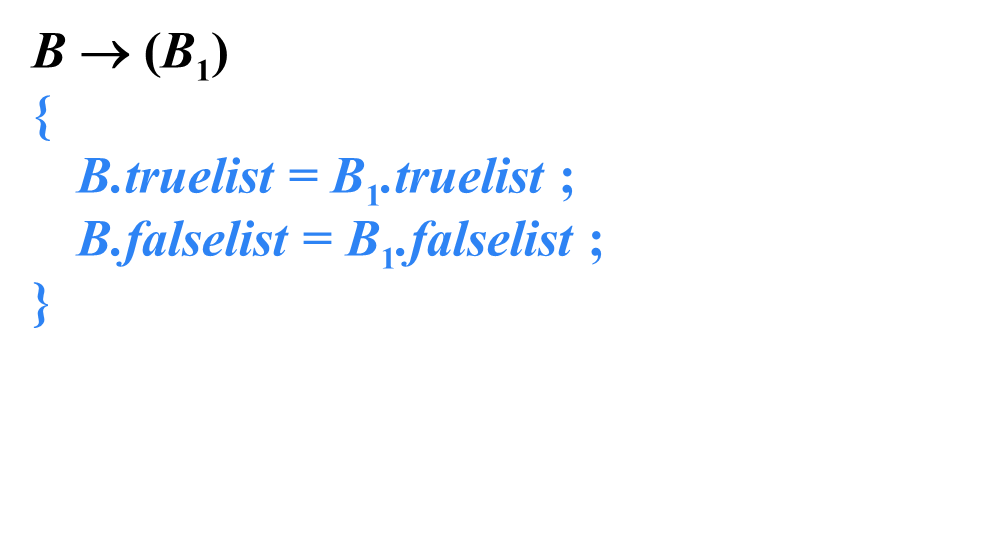 B → (B₁)
{
B.truelist = B₁.truelist ;
B.falselist = B₁.falselist ;
}